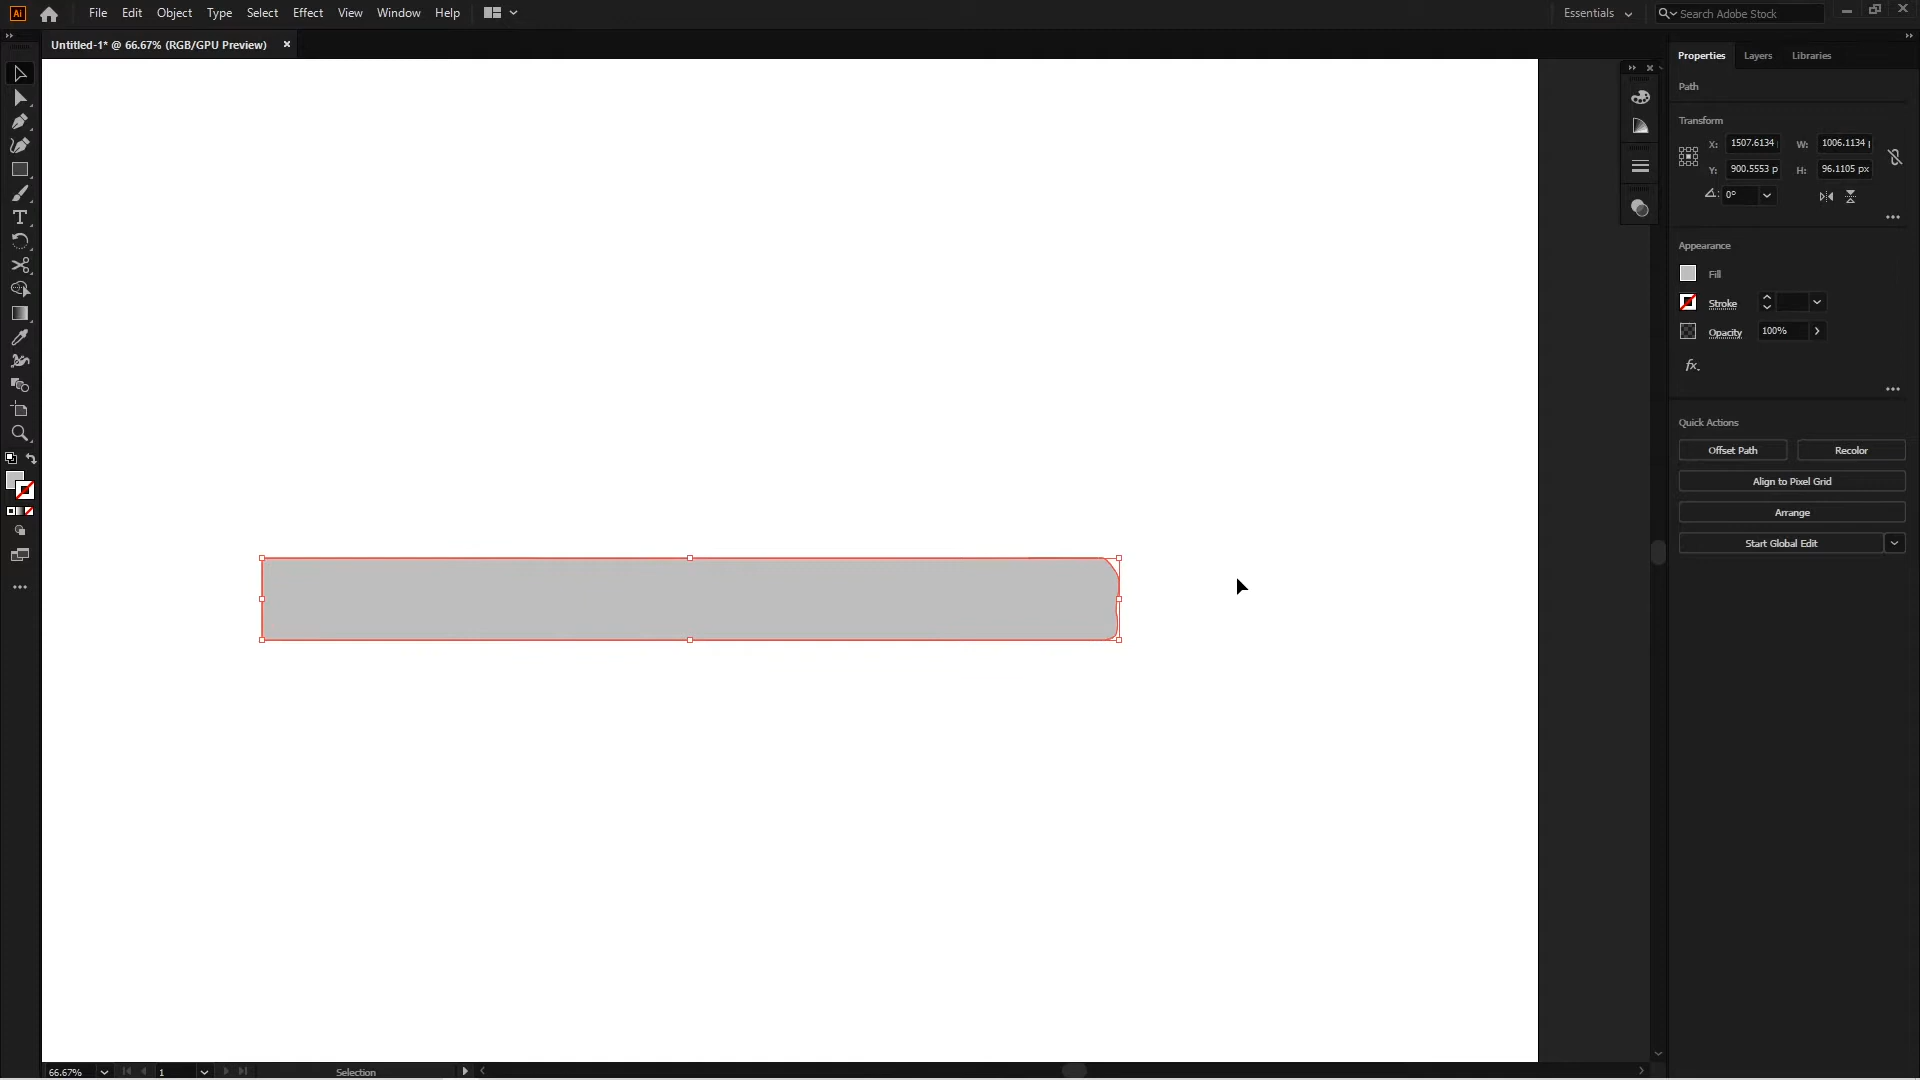 Ai File Edit Object Type Select Effect View Window Help Essentials Search Adobe Stock
Untitled-1* @ 66.67% (RGB/GPU Preview) ×
Properties Layers Libraries
Path
Transform
X: 1507.6134 W: 1006.1134
Y: 900.5553 p H: 96.1105 px
0°
Appearance
Fill
Stroke
Opacity 100%
fx.
Quick Actions
Offset Path Recolor
Align to Pixel Grid
Arrange
Start Global Edit
66.67% 1 Selection